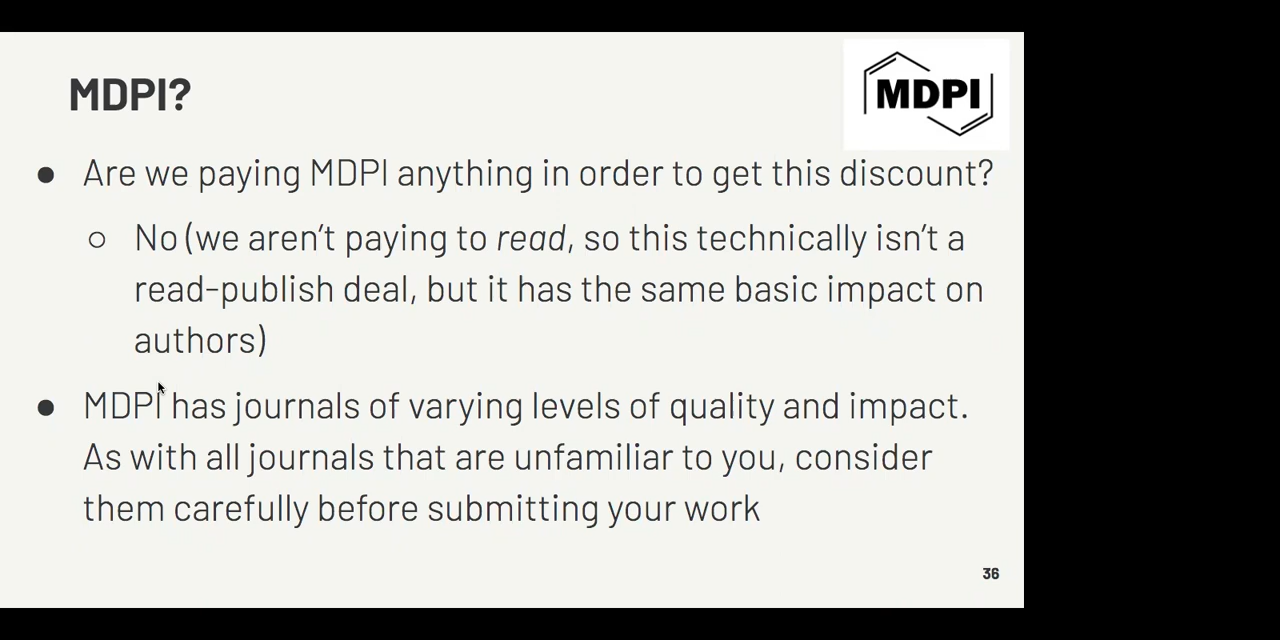 MDPI?
MDPI
● Are we paying MDPI anything in order to get this discount?
○ No (we aren't paying to read, so this technically isn't a
read-publish deal, but it has the same basic impact on
authors)
● MDPI has journals of varying levels of quality and impact.
As with all journals that are unfamiliar to you, consider
them carefully before submitting your work
36